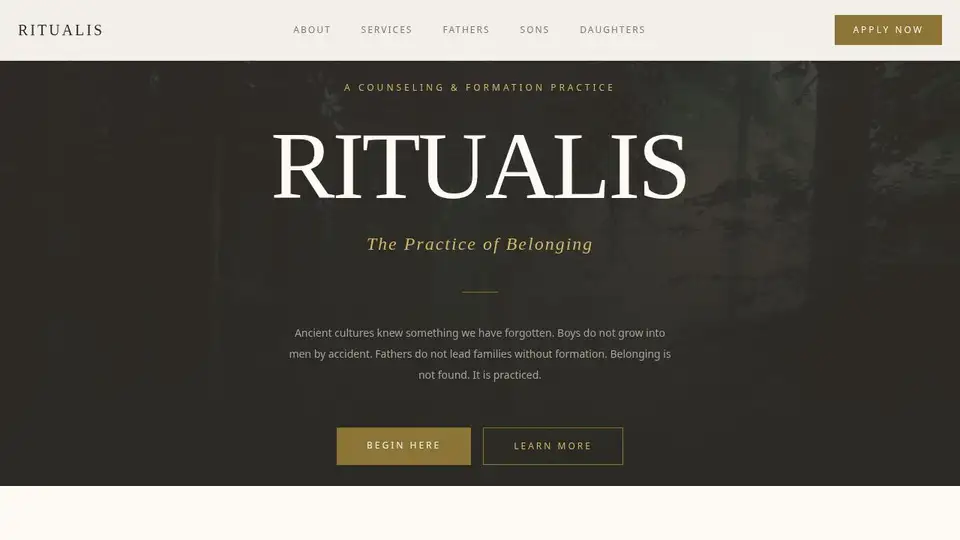 RITUALIS
ABOUT SERVICES FATHERS SONS DAUGHTERS
APPLY NOW
A COUNSELING & FORMATION PRACTICE
RITUALIS
The Practice of Belonging
Ancient cultures knew something we have forgotten. Boys do not grow into
men by accident. Fathers do not lead families without formation. Belonging is
not found. It is practiced.
BEGIN HERE
LEARN MORE